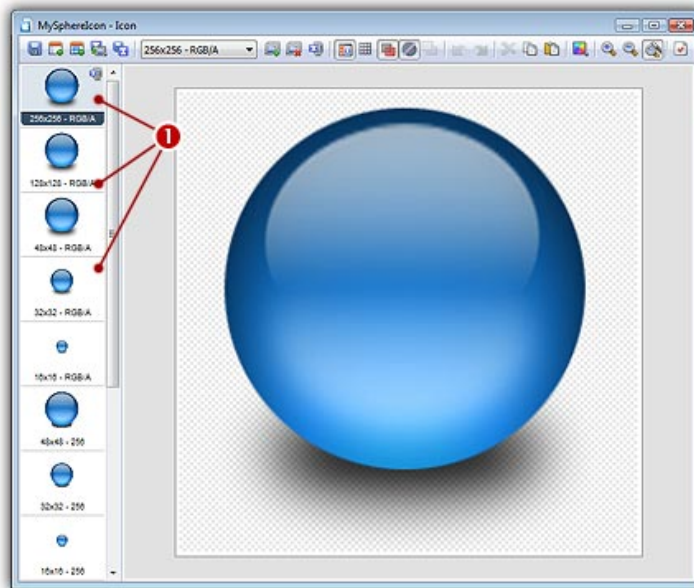 MySphereIcon - Icon
256x256 - RGB/A
256x256 - RGB/A
1
128x128 - RGB/A
48x48 - RGB/A
32x32 - RGB/A
16x16 - RGB/A
48x48 - 256
32x32 - 256
16x16 - 256